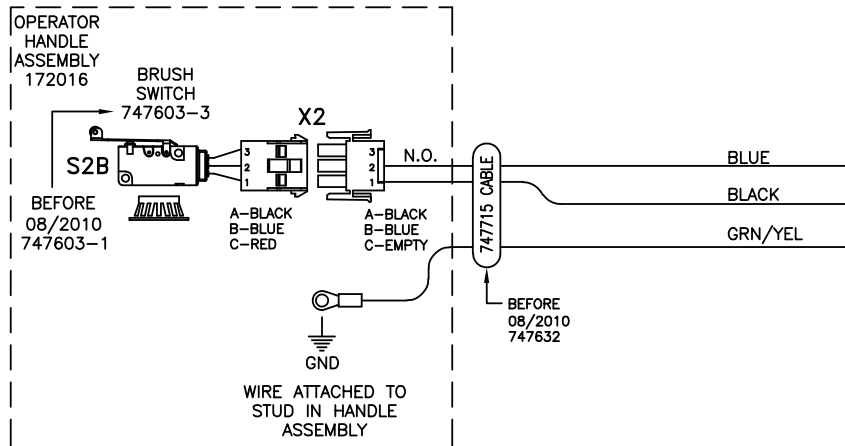 OPERATOR
HANDLE
ASSEMBLY
172016
BRUSH
SWITCH
747603-3
X2
S2B
3
2
1
3
2
1
N.O.
BEFORE
08/2010
747603-1
A-BLACK
B-BLUE
C-RED
A-BLACK
B-BLUE
C-EMPTY
747715 CABLE
BLUE
BLACK
GRN/YEL
BEFORE
08/2010
747632
GND
WIRE ATTACHED TO
STUD IN HANDLE
ASSEMBLY